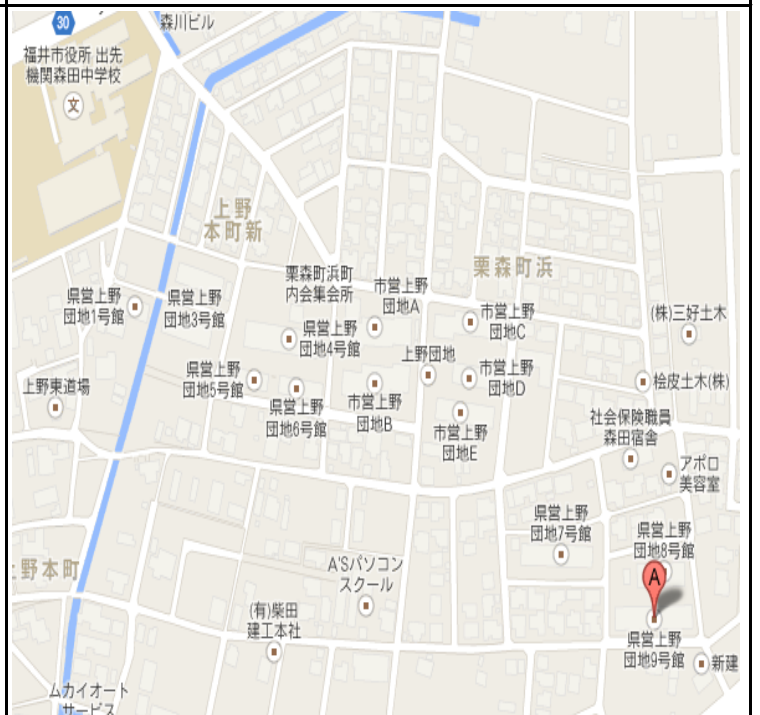 30
森川ビル
福井市役所 出先
機関森田中学校
文
上野
本町新
栗森町浜
栗森町浜町
内会集会所
市営上野
団地A
県営上野
団地1号館
県営上野
団地3号館
県営上野
団地4号館
市営上野
団地C
(株)三好土木
上野団地
県営上野
団地5号館
市営上野
団地D
桧皮土木(株)
上野東道場
県営上野
団地6号館
市営上野
団地B
社会保険職員
森田宿舎
市営上野
団地E
アポロ
美容室
県営上野
団地7号館
県営上野
団地8号館
野本町
A'Sパソコン
スクール
A
(有)柴田
建工本社
県営上野
団地9号館
新建
ムカイオート
サービス